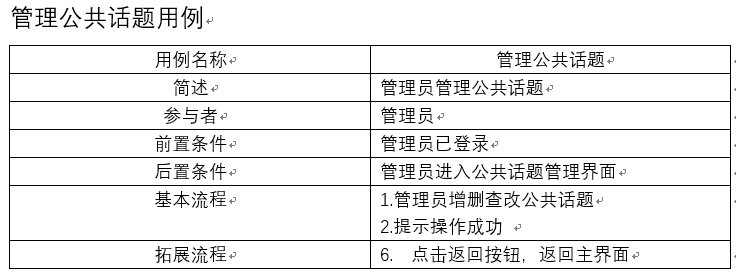 管理公共话题用例
用例名称 管理公共话题
简述 管理员管理公共话题
参与者 管理员
前置条件 管理员已登录
后置条件 管理员进入公共话题管理界面
基本流程 1.管理员增删查改公共话题
2.提示操作成功
拓展流程 6. 点击返回按钮，返回主界面